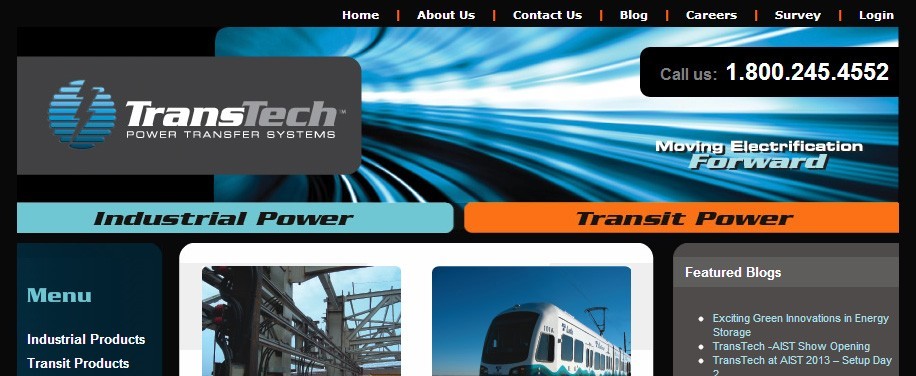 Home | About Us | Contact Us | Blog | Careers | Survey | Login
Call us: 1.800.245.4552
TransTech™
POWER TRANSFER SYSTEMS
Moving Electrification
Forward
Industrial Power
Transit Power
Menu
Industrial Products
Transit Products
Featured Blogs
Exciting Green Innovations in Energy
Storage
TransTech -AIST Show Opening
TransTech at AIST 2013 – Setup Day
2